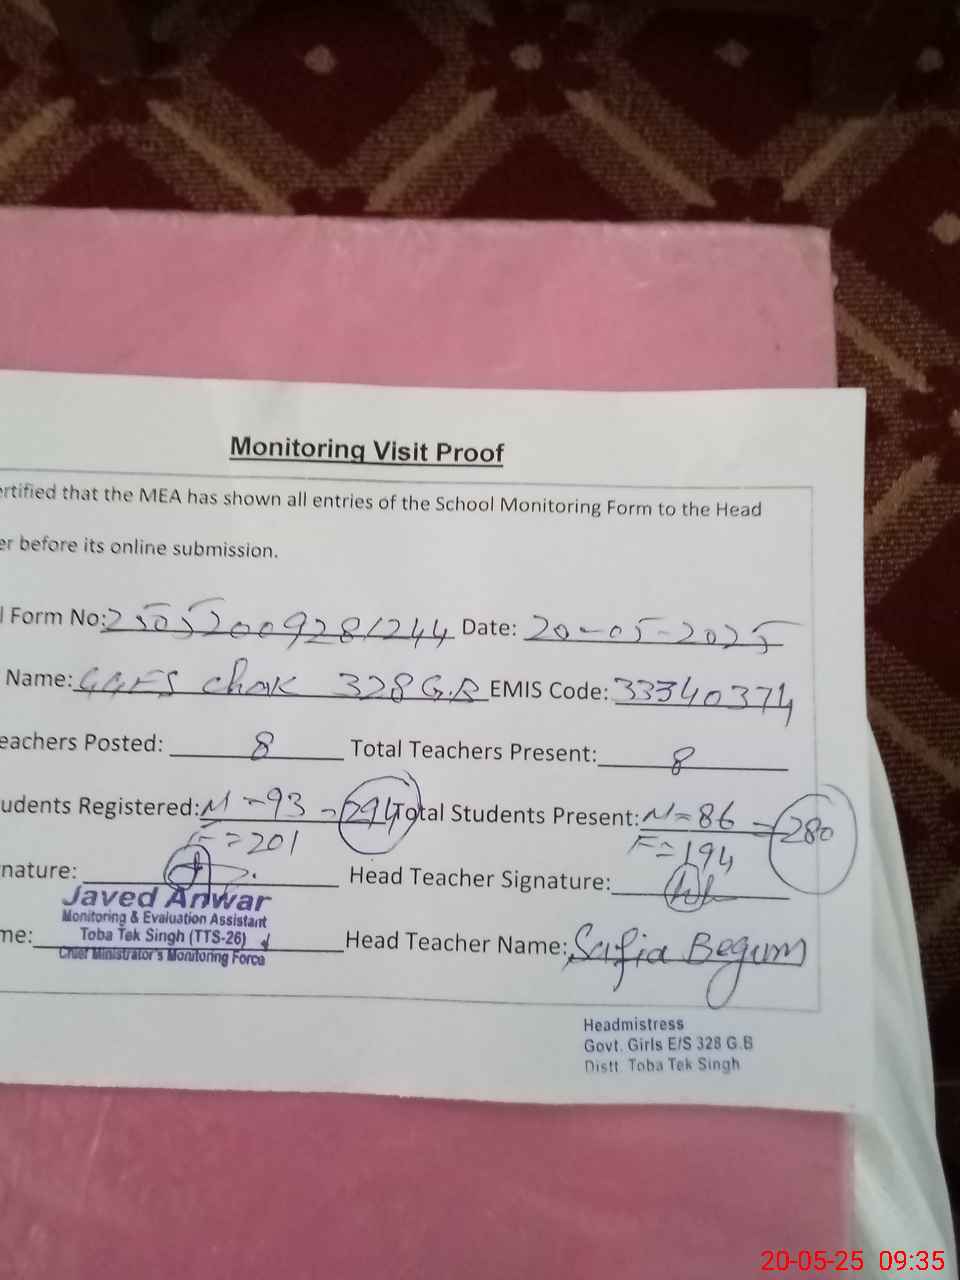 Monitoring Visit Proof
ertified that the MEA has shown all entries of the School Monitoring Form to the Head
er before its online submission.
l Form No: 25052009281244 Date: 20-05-2025
Name: GGES Chak 328 G.B EMIS Code: 33340374
eachers Posted: 8 Total Teachers Present: 8
udents Registered: M-93 - 294 Total Students Present: M=86 - 280
F=201 F=194
nature: Head Teacher Signature:
Javed Anwar
Monitoring & Evaluation Assistant
Toba Tek Singh (TTS-26)
Chief Ministrator's Monitoring Force
me: Head Teacher Name: Safia Begum
Headmistress
Govt. Girls E/S 328 G.B
Distt. Toba Tek Singh
20-05-25 09:35